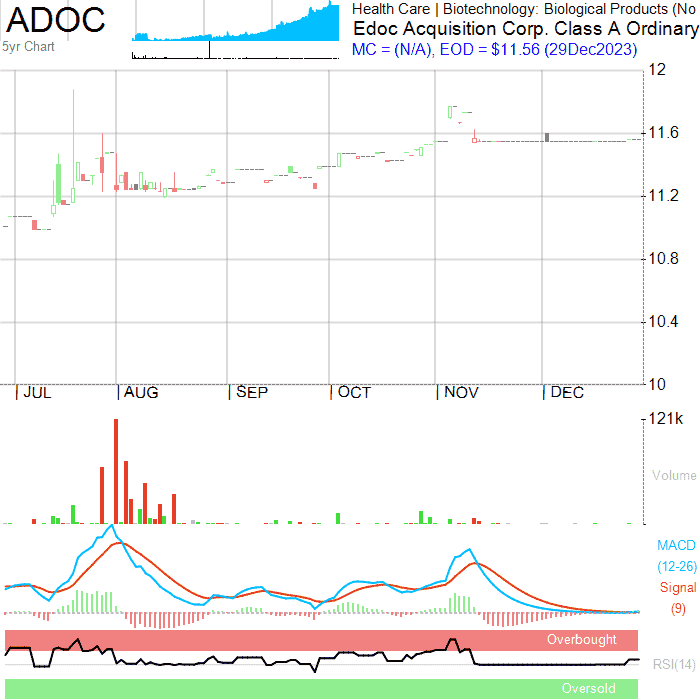 ADOC
5yr Chart
Health Care | Biotechnology: Biological Products (No
Edoc Acquisition Corp. Class A Ordinary
MC = (N/A), EOD = $11.56 (29Dec2023)
12
11.6
11.2
10.8
10.4
10
JUL AUG SEP OCT NOV DEC
121k
Volume
MACD
(12-26)
Signal
(9)
Overbought
RSI(14)
Oversold